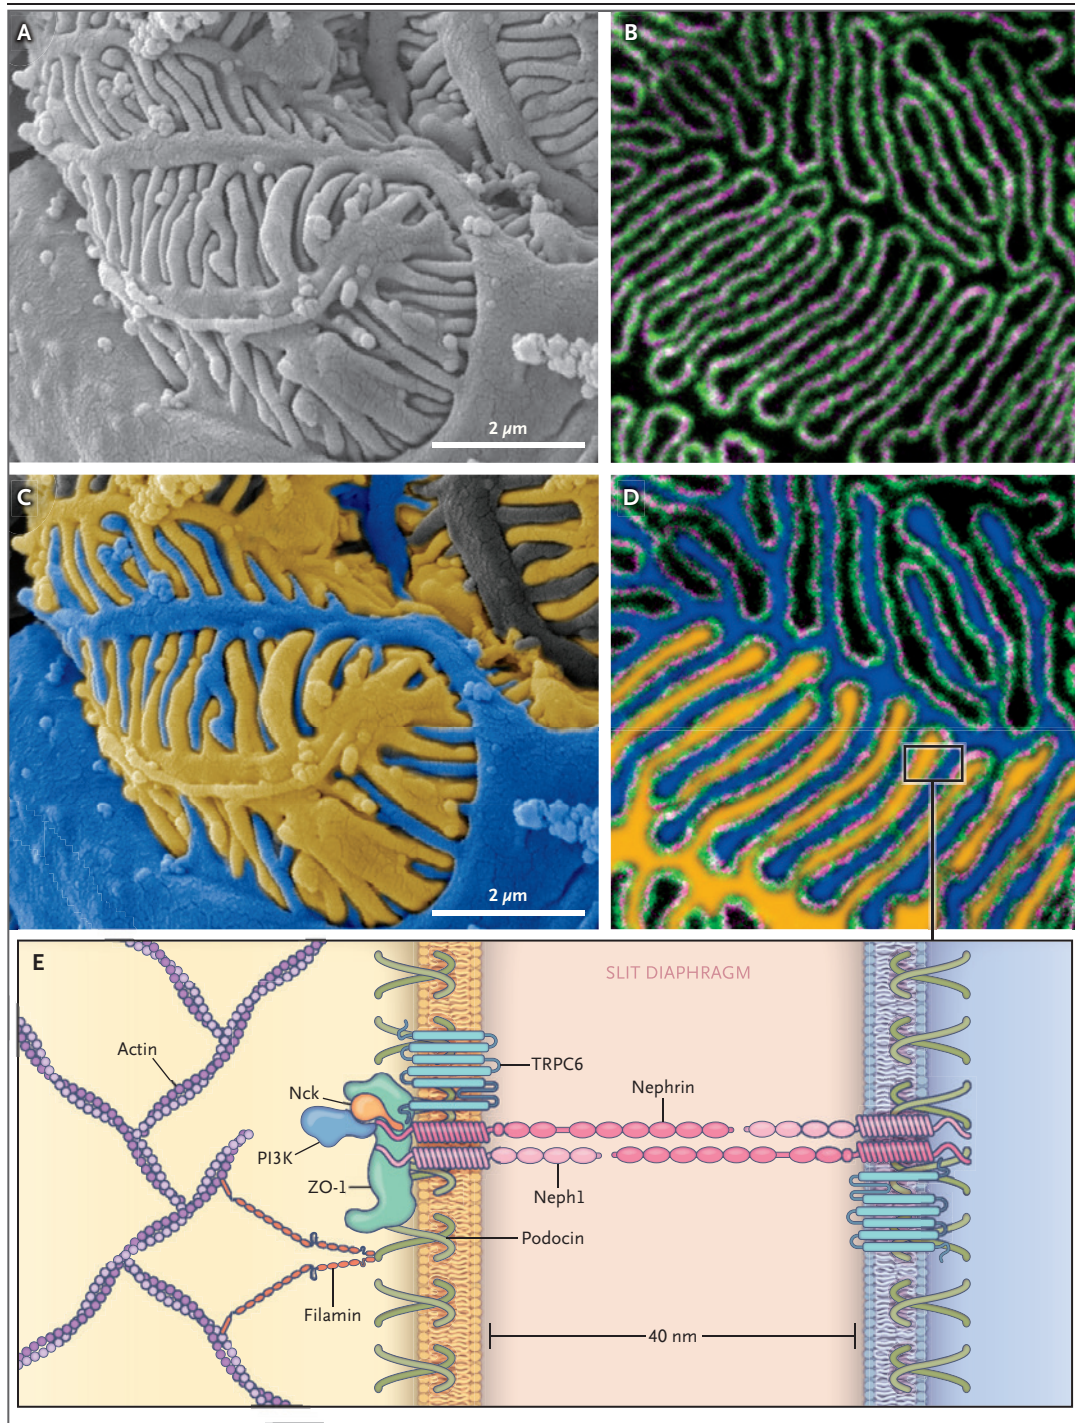 A
B
2 μm
C
D
2 μm
E
SLIT DIAPHRAGM
Actin
TRPC6
Nck
Nephrin
PI3K
ZO-1
Neph1
Podocin
Filamin
40 nm